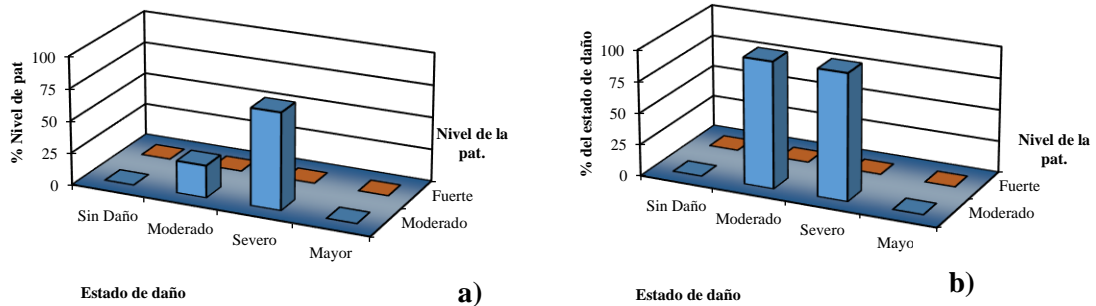 % Nivel de pat
100
75
50
25
0
Sin Daño
Moderado
Severo
Mayor
Fuerte
Moderado
Nivel de la
pat.
Estado de daño
a)
% del estado de daño
100
75
50
25
0
Sin Daño
Moderado
Severo
Mayo
Fuerte
Moderado
Nivel de la
pat.
Estado de daño
b)